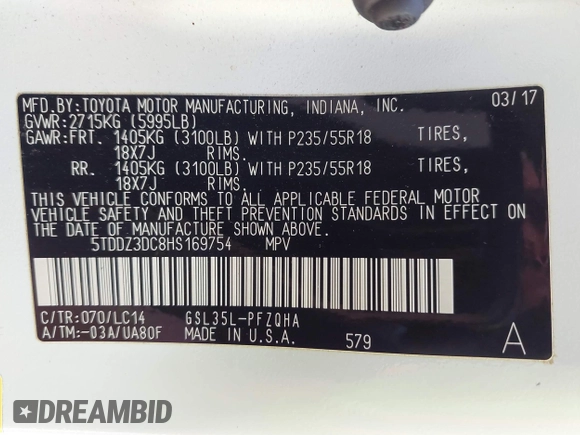 MFD.BY:TOYOTA MOTOR MANUFACTURING, INDIANA, INC. 03/17
GVWR:2715KG (5995LB)
GAWR:FRT. 1405KG (3100LB) WITH P235/55R18 TIRES,
18X7J RIMS.
RR. 1405KG (3100LB) WITH P235/55R18 TIRES,
18X7J RIMS.
THIS VEHICLE CONFORMS TO ALL APPLICABLE FEDERAL MOTOR
VEHICLE SAFETY AND THEFT PREVENTION STANDARDS IN EFFECT ON
THE DATE OF MANUFACTURE SHOWN ABOVE.
5TDDZ3DC8HS169754 MPV
C/TR:070/LC14 GSL35L-PFZQHA
A/TM:-03A/UA80F MADE IN U.S.A. 579 A
DREAMBID